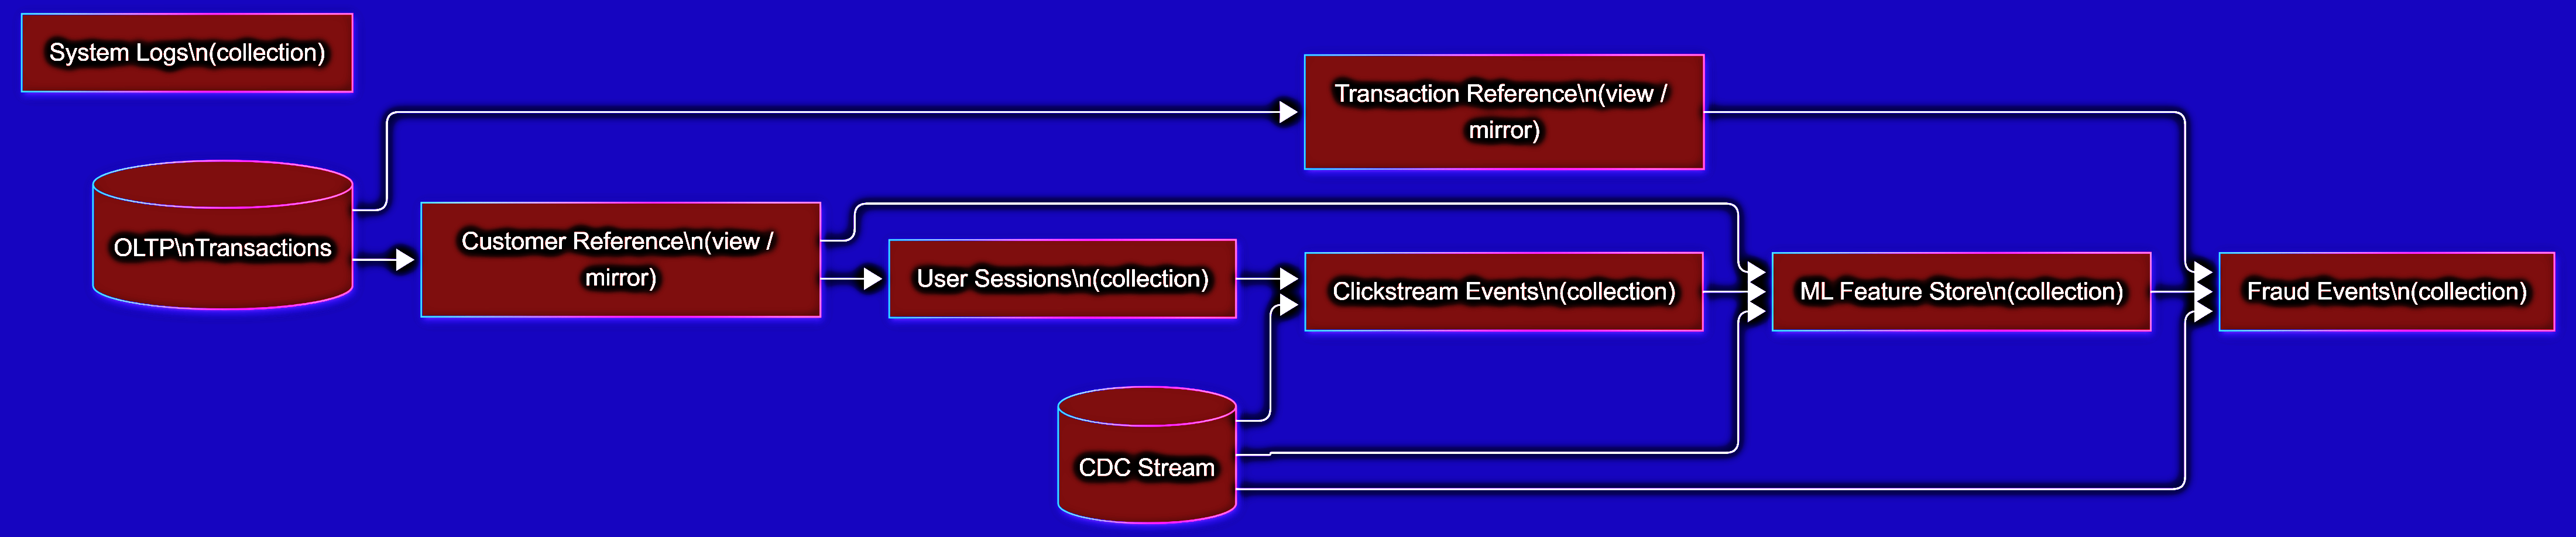 System Logs\n(collection)
Transaction Reference\n(view /
mirror)
OLTP\nTransactions
Customer Reference\n(view /
mirror)
User Sessions\n(collection)
Clickstream Events\n(collection)
ML Feature Store\n(collection)
Fraud Events\n(collection)
CDC Stream